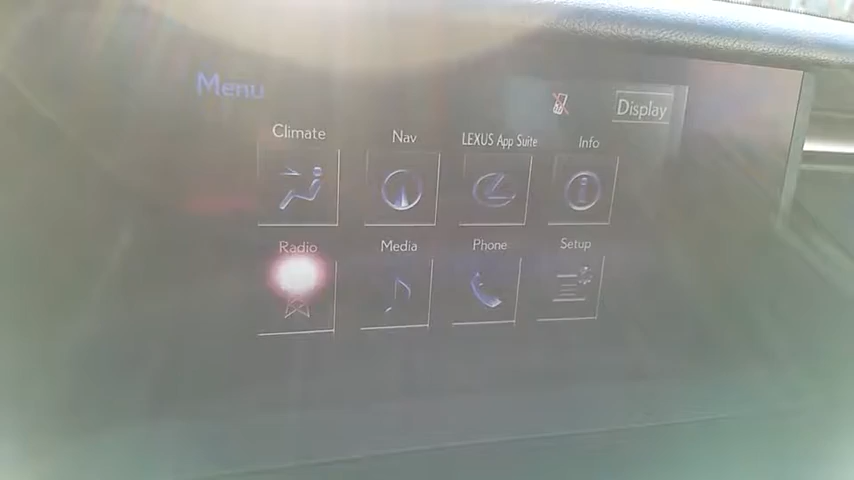 Menu
Display
Climate
Nav
LEXUS App Suite
Info
Radio
Media
Phone
Setup